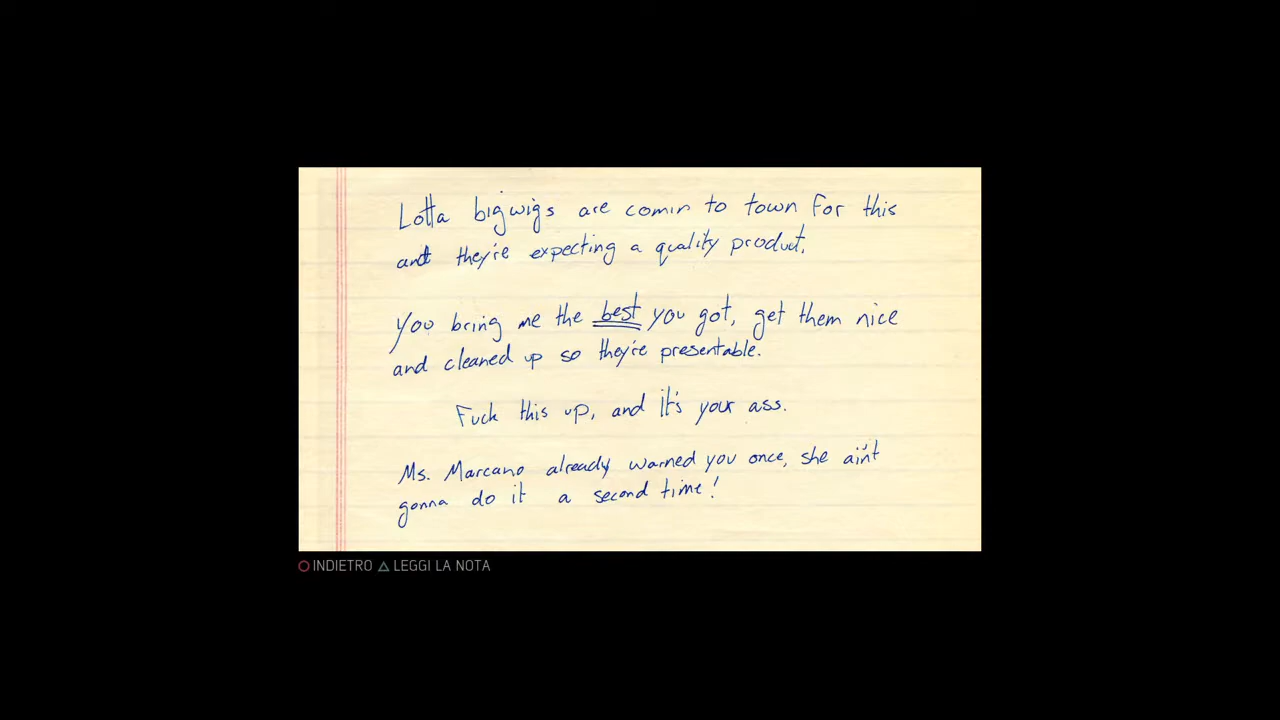 Lotta bigwigs are comin to town for this
and they're expecting a quality product.
You bring me the best you got, get them nice
and cleaned up so they're presentable.
Fuck this up, and it's your ass.
Ms. Marcano already warned you once, she ain't
gonna do it a second time!
INDIETRO LEGGI LA NOTA